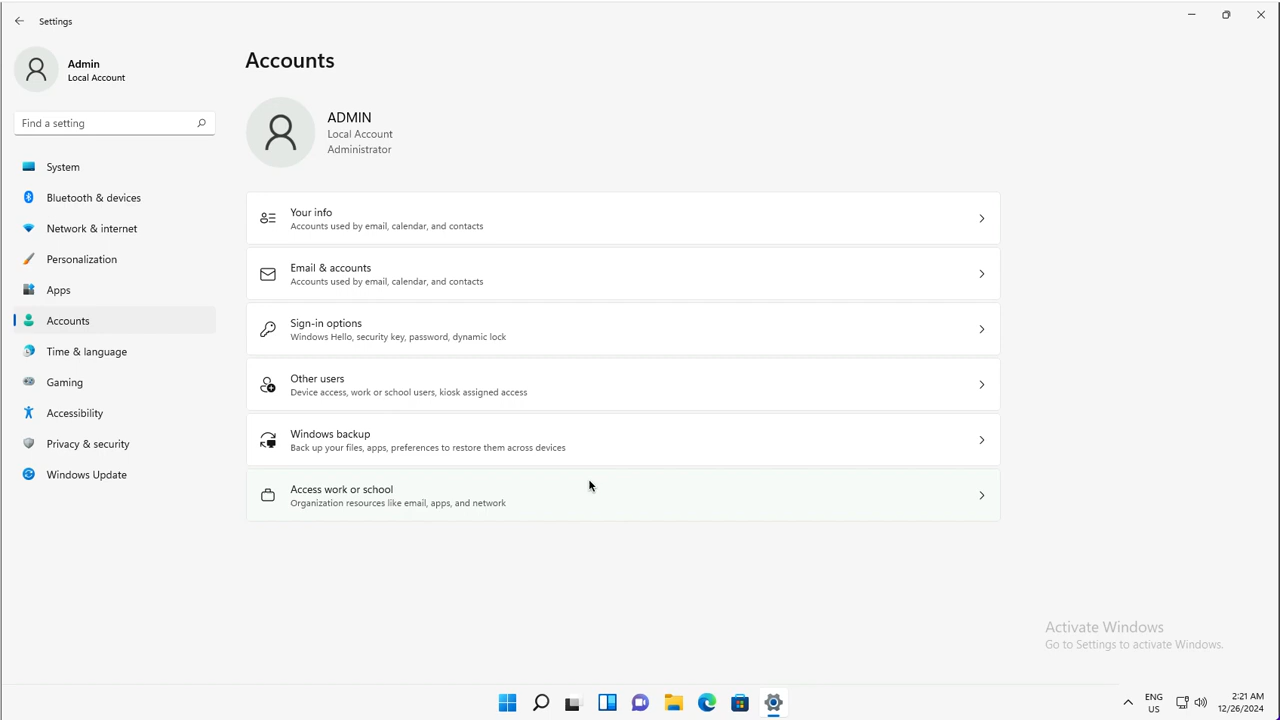 Settings
Admin
Local Account
Find a setting
System
Bluetooth & devices
Network & internet
Personalization
Apps
Accounts
Time & language
Gaming
Accessibility
Privacy & security
Windows Update
Accounts
ADMIN
Local Account
Administrator
Your info
Accounts used by email, calendar, and contacts
Email & accounts
Accounts used by email, calendar, and contacts
Sign-in options
Windows Hello, security key, password, dynamic lock
Other users
Device access, work or school users, kiosk assigned access
Windows backup
Back up your files, apps, preferences to restore them across devices
Access work or school
Organization resources like email, apps, and network
Activate Windows
Go to Settings to activate Windows.
ENG
US
2:21 AM
12/26/2024